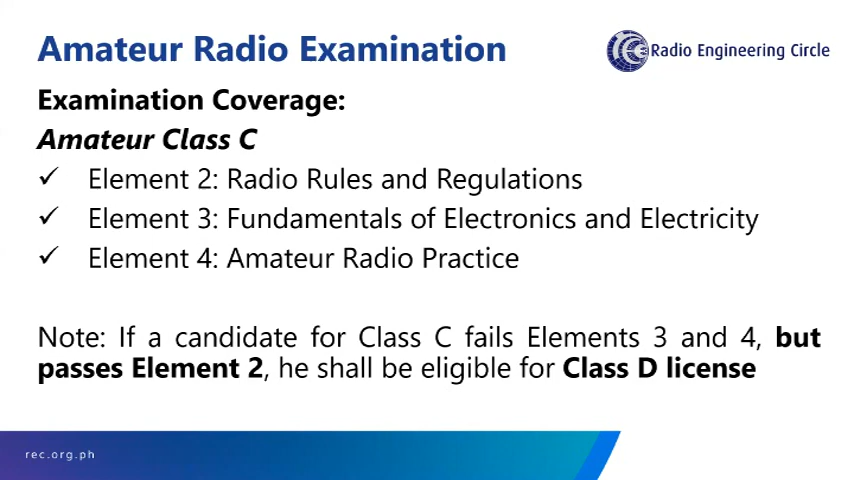 Amateur Radio Examination
Radio Engineering Circle
Examination Coverage:
Amateur Class C
✓ Element 2: Radio Rules and Regulations
✓ Element 3: Fundamentals of Electronics and Electricity
✓ Element 4: Amateur Radio Practice
Note: If a candidate for Class C fails Elements 3 and 4, but
passes Element 2, he shall be eligible for Class D license
rec.org.ph